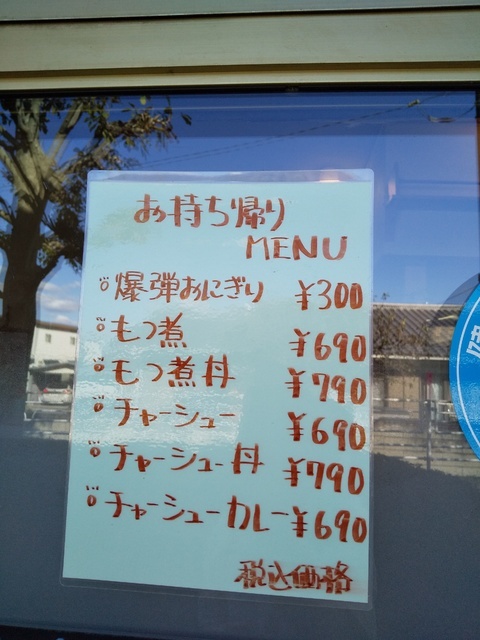 お持ち帰り
MENU
爆弾おにぎり ¥300
もつ煮 ¥690
もつ煮丼 ¥790
チャーシュー ¥690
チャーシュー丼 ¥790
チャーシューカレー ¥690
税込価格